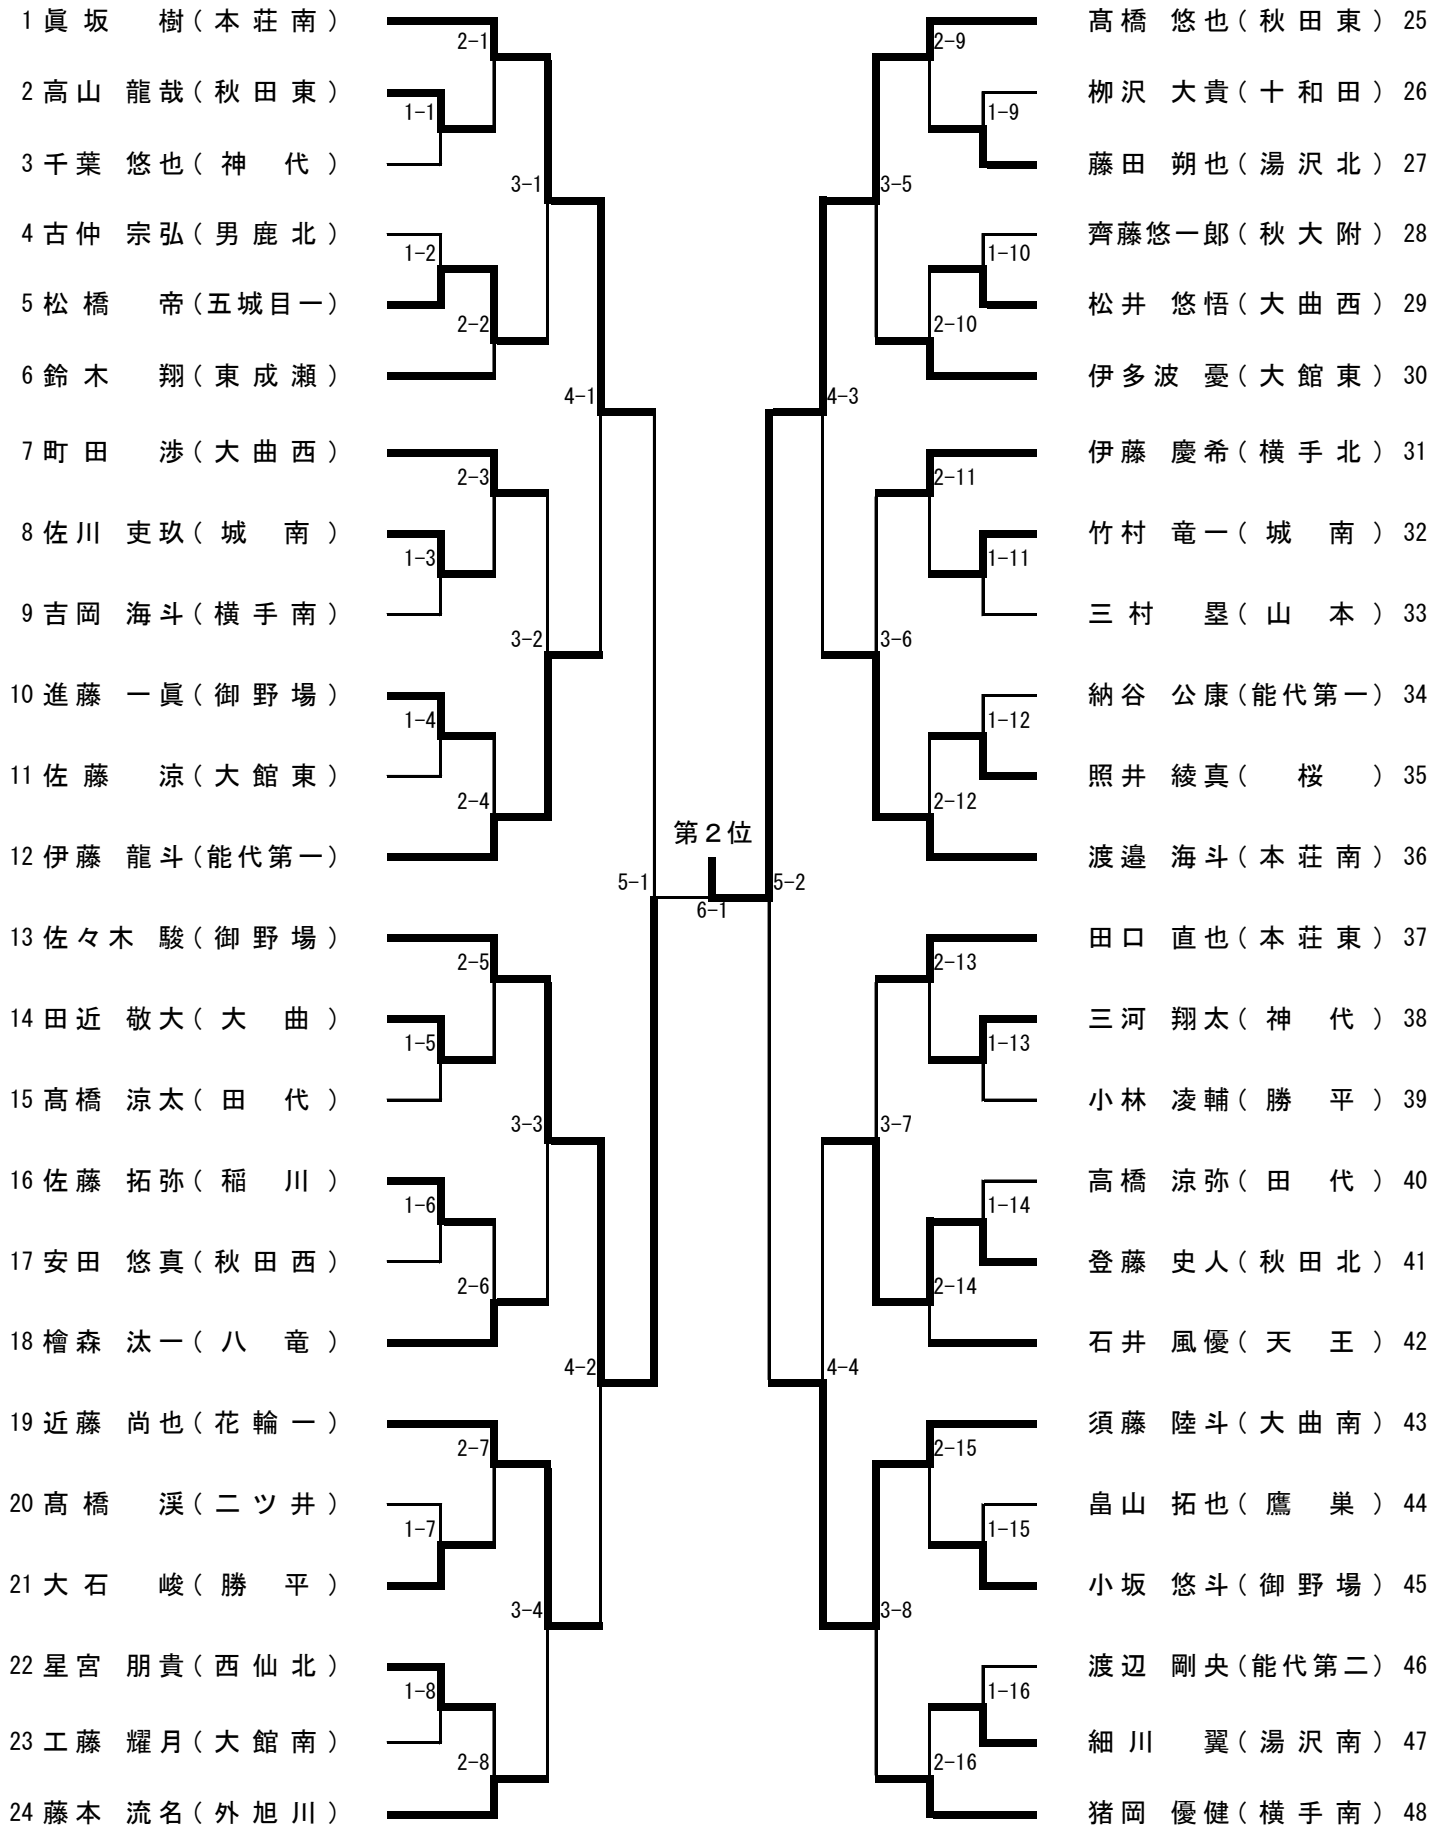 1 眞坂 樹(本荘南)
2-1
2 高山 龍哉(秋田東)
1-1
3 千葉 悠也(神代)
3-1
4 古仲 宗弘(男鹿北)
1-2
5 松橋 帝(五城目一)
2-2
6 鈴木 翔(東成瀬)
4-1
7 町田 渉(大曲西)
2-3
8 佐川 吏玖(城南)
1-3
9 吉岡 海斗(横手南)
3-2
10 進藤 一眞(御野場)
1-4
11 佐藤 涼(大館東)
2-4
12 伊藤 龍斗(能代第一)
5-1
13 佐々木 駿(御野場)
2-5
14 田近 敬大(大曲)
1-5
15 髙橋 涼太(田代)
3-3
16 佐藤 拓弥(稲川)
1-6
17 安田 悠真(秋田西)
2-6
18 檜森 汰一(八竜)
4-2
19 近藤 尚也(花輪一)
2-7
20 髙橋 渓(二ツ井)
1-7
21 大石 峻(勝平)
3-4
22 星宮 朋貴(西仙北)
1-8
23 工藤 耀月(大館南)
2-8
24 藤本 流名(外旭川)
第2位
6-1
髙橋 悠也(秋田東) 25
2-9
栁沢 大貴(十和田) 26
1-9
藤田 朔也(湯沢北) 27
3-5
齊藤悠一郞(秋大附) 28
1-10
松井 悠悟(大曲西) 29
2-10
伊多波 憂(大館東) 30
4-3
伊藤 慶希(横手北) 31
2-11
竹村 竜一(城南) 32
1-11
三村 塁(山本) 33
3-6
納谷 公康(能代第一) 34
1-12
照井 綾真(桜) 35
2-12
渡邉 海斗(本荘南) 36
5-2
田口 直也(本荘東) 37
2-13
三河 翔太(神代) 38
1-13
小林 凌輔(勝平) 39
3-7
高橋 涼弥(田代) 40
1-14
登藤 史人(秋田北) 41
2-14
石井 風優(天王) 42
4-4
須藤 陸斗(大曲南) 43
2-15
畠山 拓也(鷹巣) 44
1-15
小坂 悠斗(御野場) 45
3-8
渡辺 剛央(能代第二) 46
1-16
細川 翼(湯沢南) 47
2-16
猪岡 優健(横手南) 48